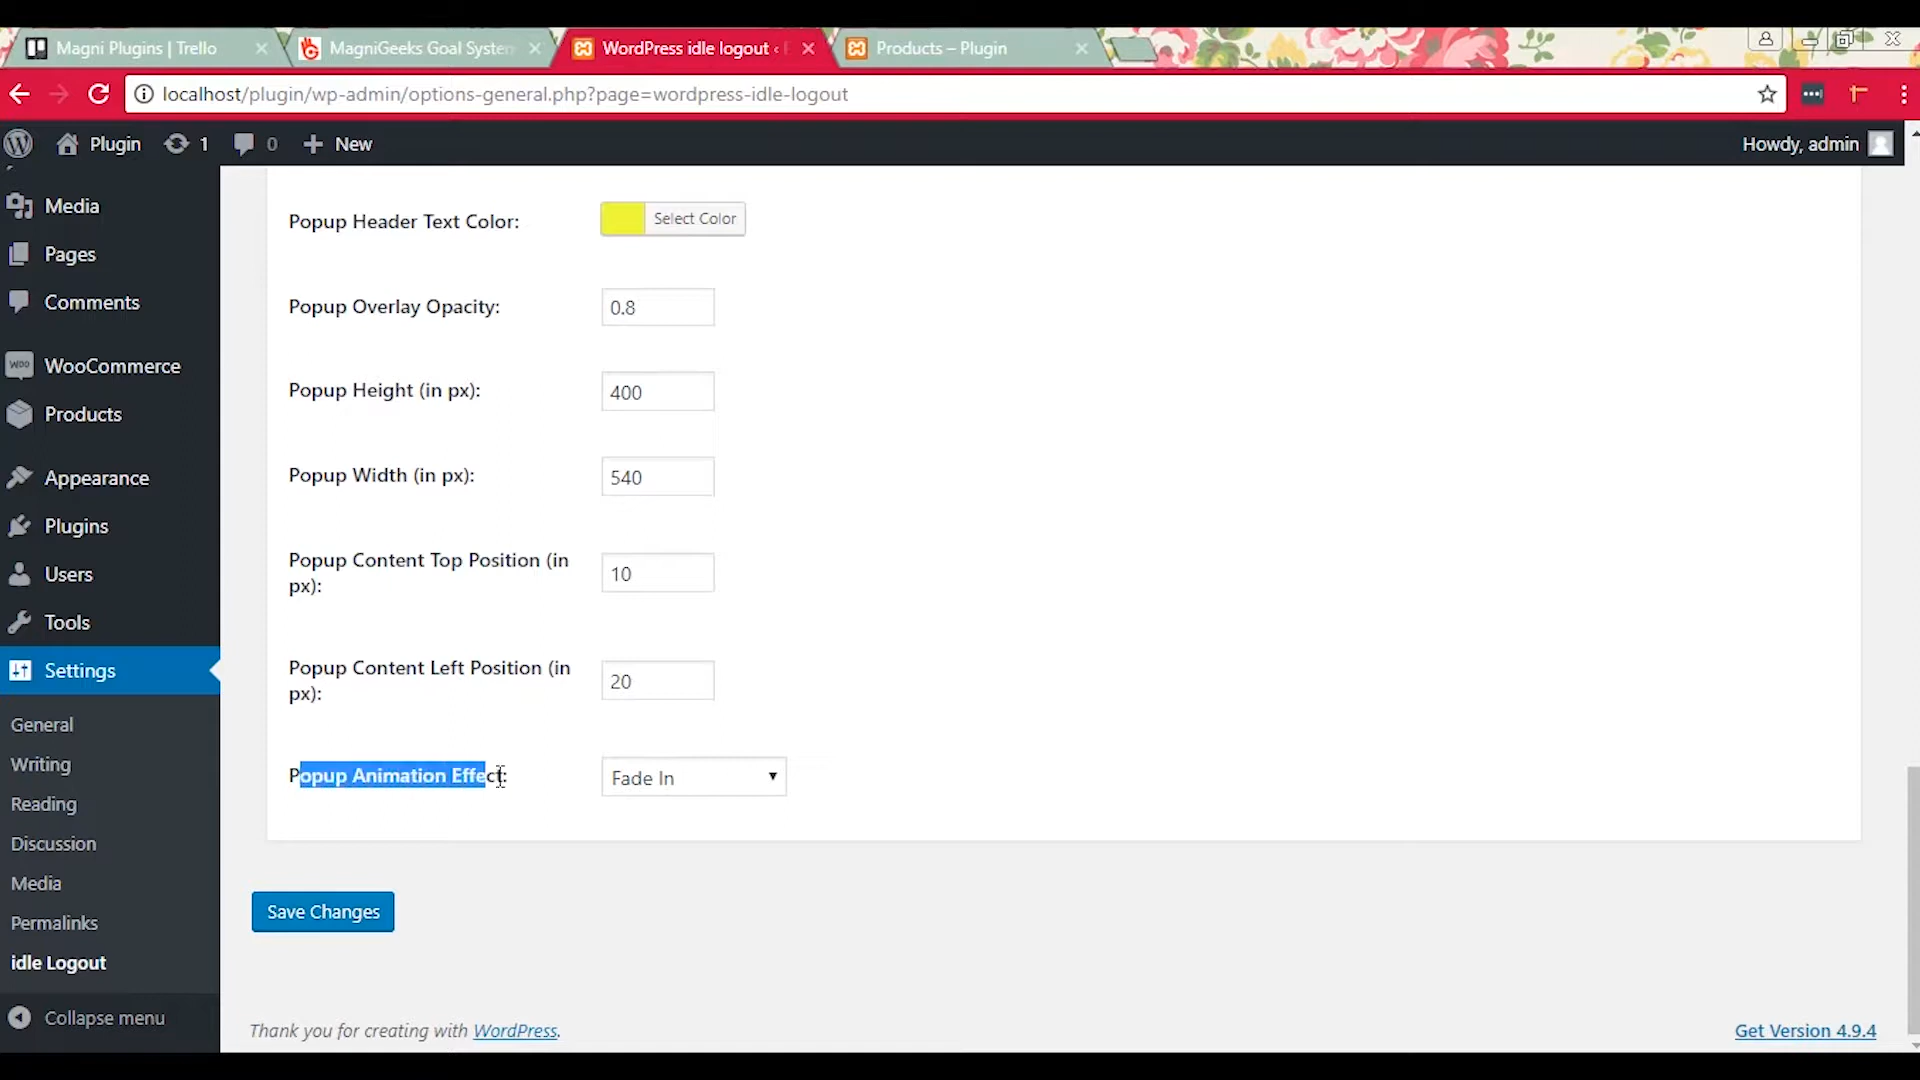 Magni Plugins | Trello
MagniGeeks Goal System
WordPress idle logout ‹
Products – Plugin
localhost/plugin/wp-admin/options-general.php?page=wordpress-idle-logout
Plugin
1
0
New
Howdy, admin
Media
Pages
Comments
WooCommerce
Products
Appearance
Plugins
Users
Tools
Settings
General
Writing
Reading
Discussion
Media
Permalinks
idle Logout
Collapse menu
Popup Header Text Color:
Select Color
Popup Overlay Opacity:
0.8
Popup Height (in px):
400
Popup Width (in px):
540
Popup Content Top Position (in
px):
10
Popup Content Left Position (in
px):
20
Popup Animation Effect:
Fade In
Save Changes
Thank you for creating with WordPress.
Get Version 4.9.4